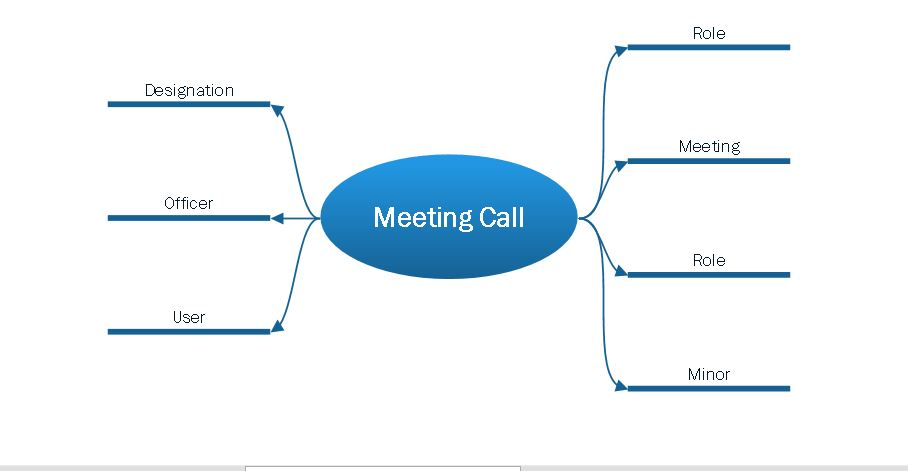 Role
Designation
Meeting
Officer
Meeting Call
Role
User
Minor